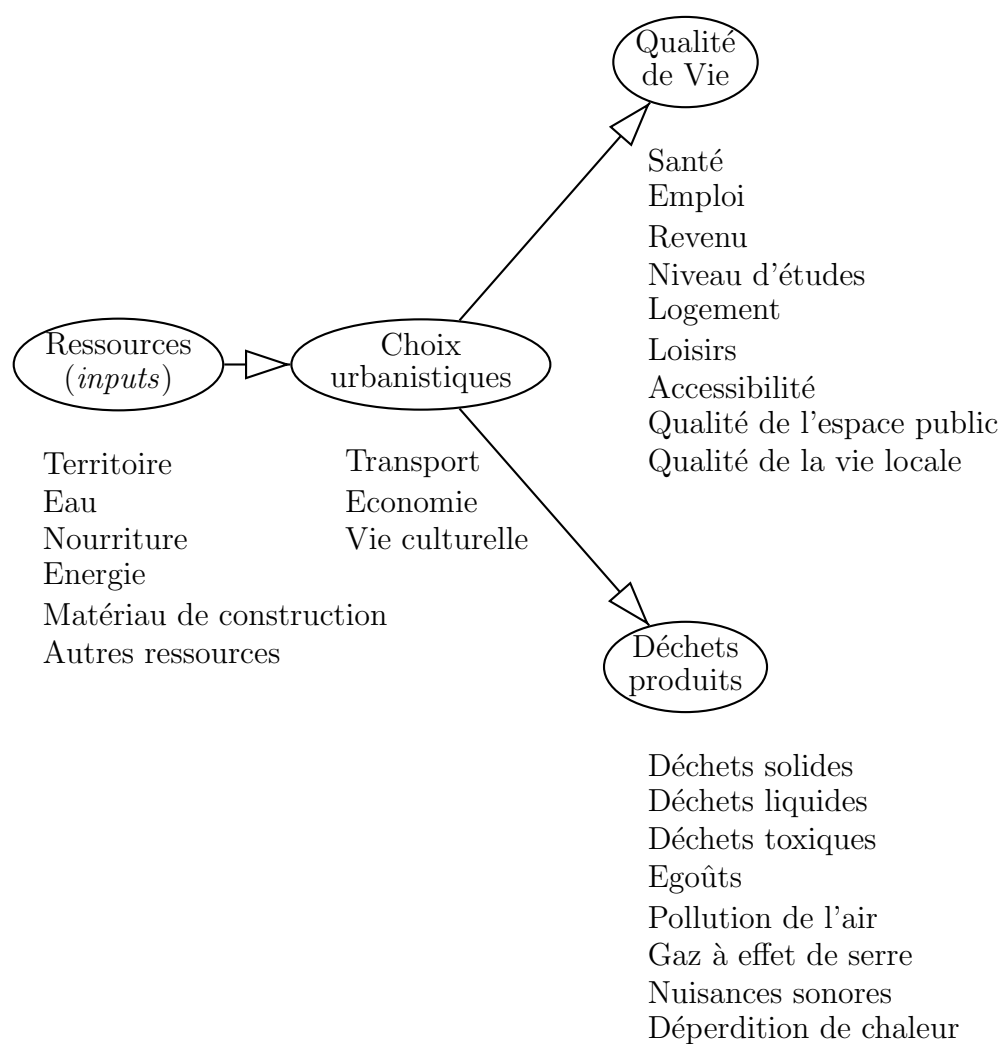 Qualité
de Vie
Santé
Emploi
Revenu
Niveau d'études
Logement
Loisirs
Accessibilité
Qualité de l'espace public
Qualité de la vie locale
Ressources
(inputs)
Territoire
Eau
Nourriture
Energie
Matériau de construction
Autres ressources
Choix
urbanistiques
Transport
Economie
Vie culturelle
Déchets
produits
Déchets solides
Déchets liquides
Déchets toxiques
Egoûts
Pollution de l'air
Gaz à effet de serre
Nuisances sonores
Déperdition de chaleur